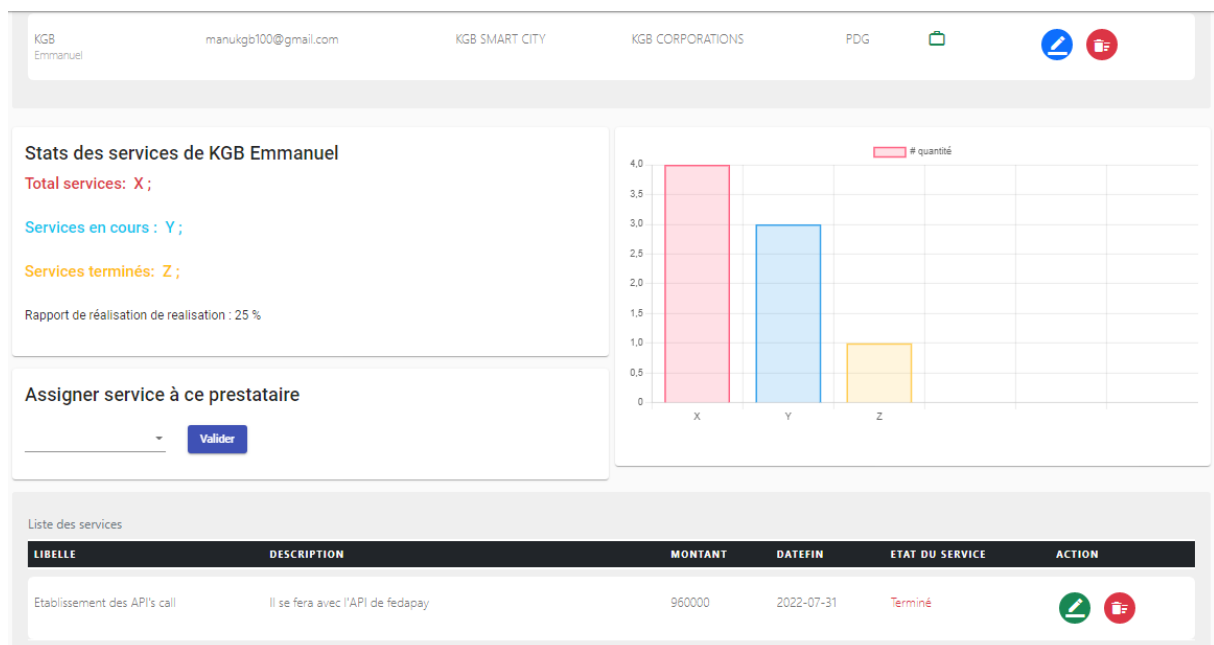 KGB manukgb100@gmail.com KGB SMART CITY KGB CORPORATIONS PDG
Emmanuel
Stats des services de KGB Emmanuel
Total services: X ;
Services en cours : Y ;
Services terminés: Z ;
Rapport de réalisation de realisation : 25 %
Assigner service à ce prestataire
Valider
# quantité
4,0
3,5
3,0
2,5
2,0
1,5
1,0
0,5
0
X Y Z
Liste des services
LIBELLE DESCRIPTION MONTANT DATEFIN ETAT DU SERVICE ACTION
Etablissement des API's call Il se fera avec l'API de fedapay 960000 2022-07-31 Terminé